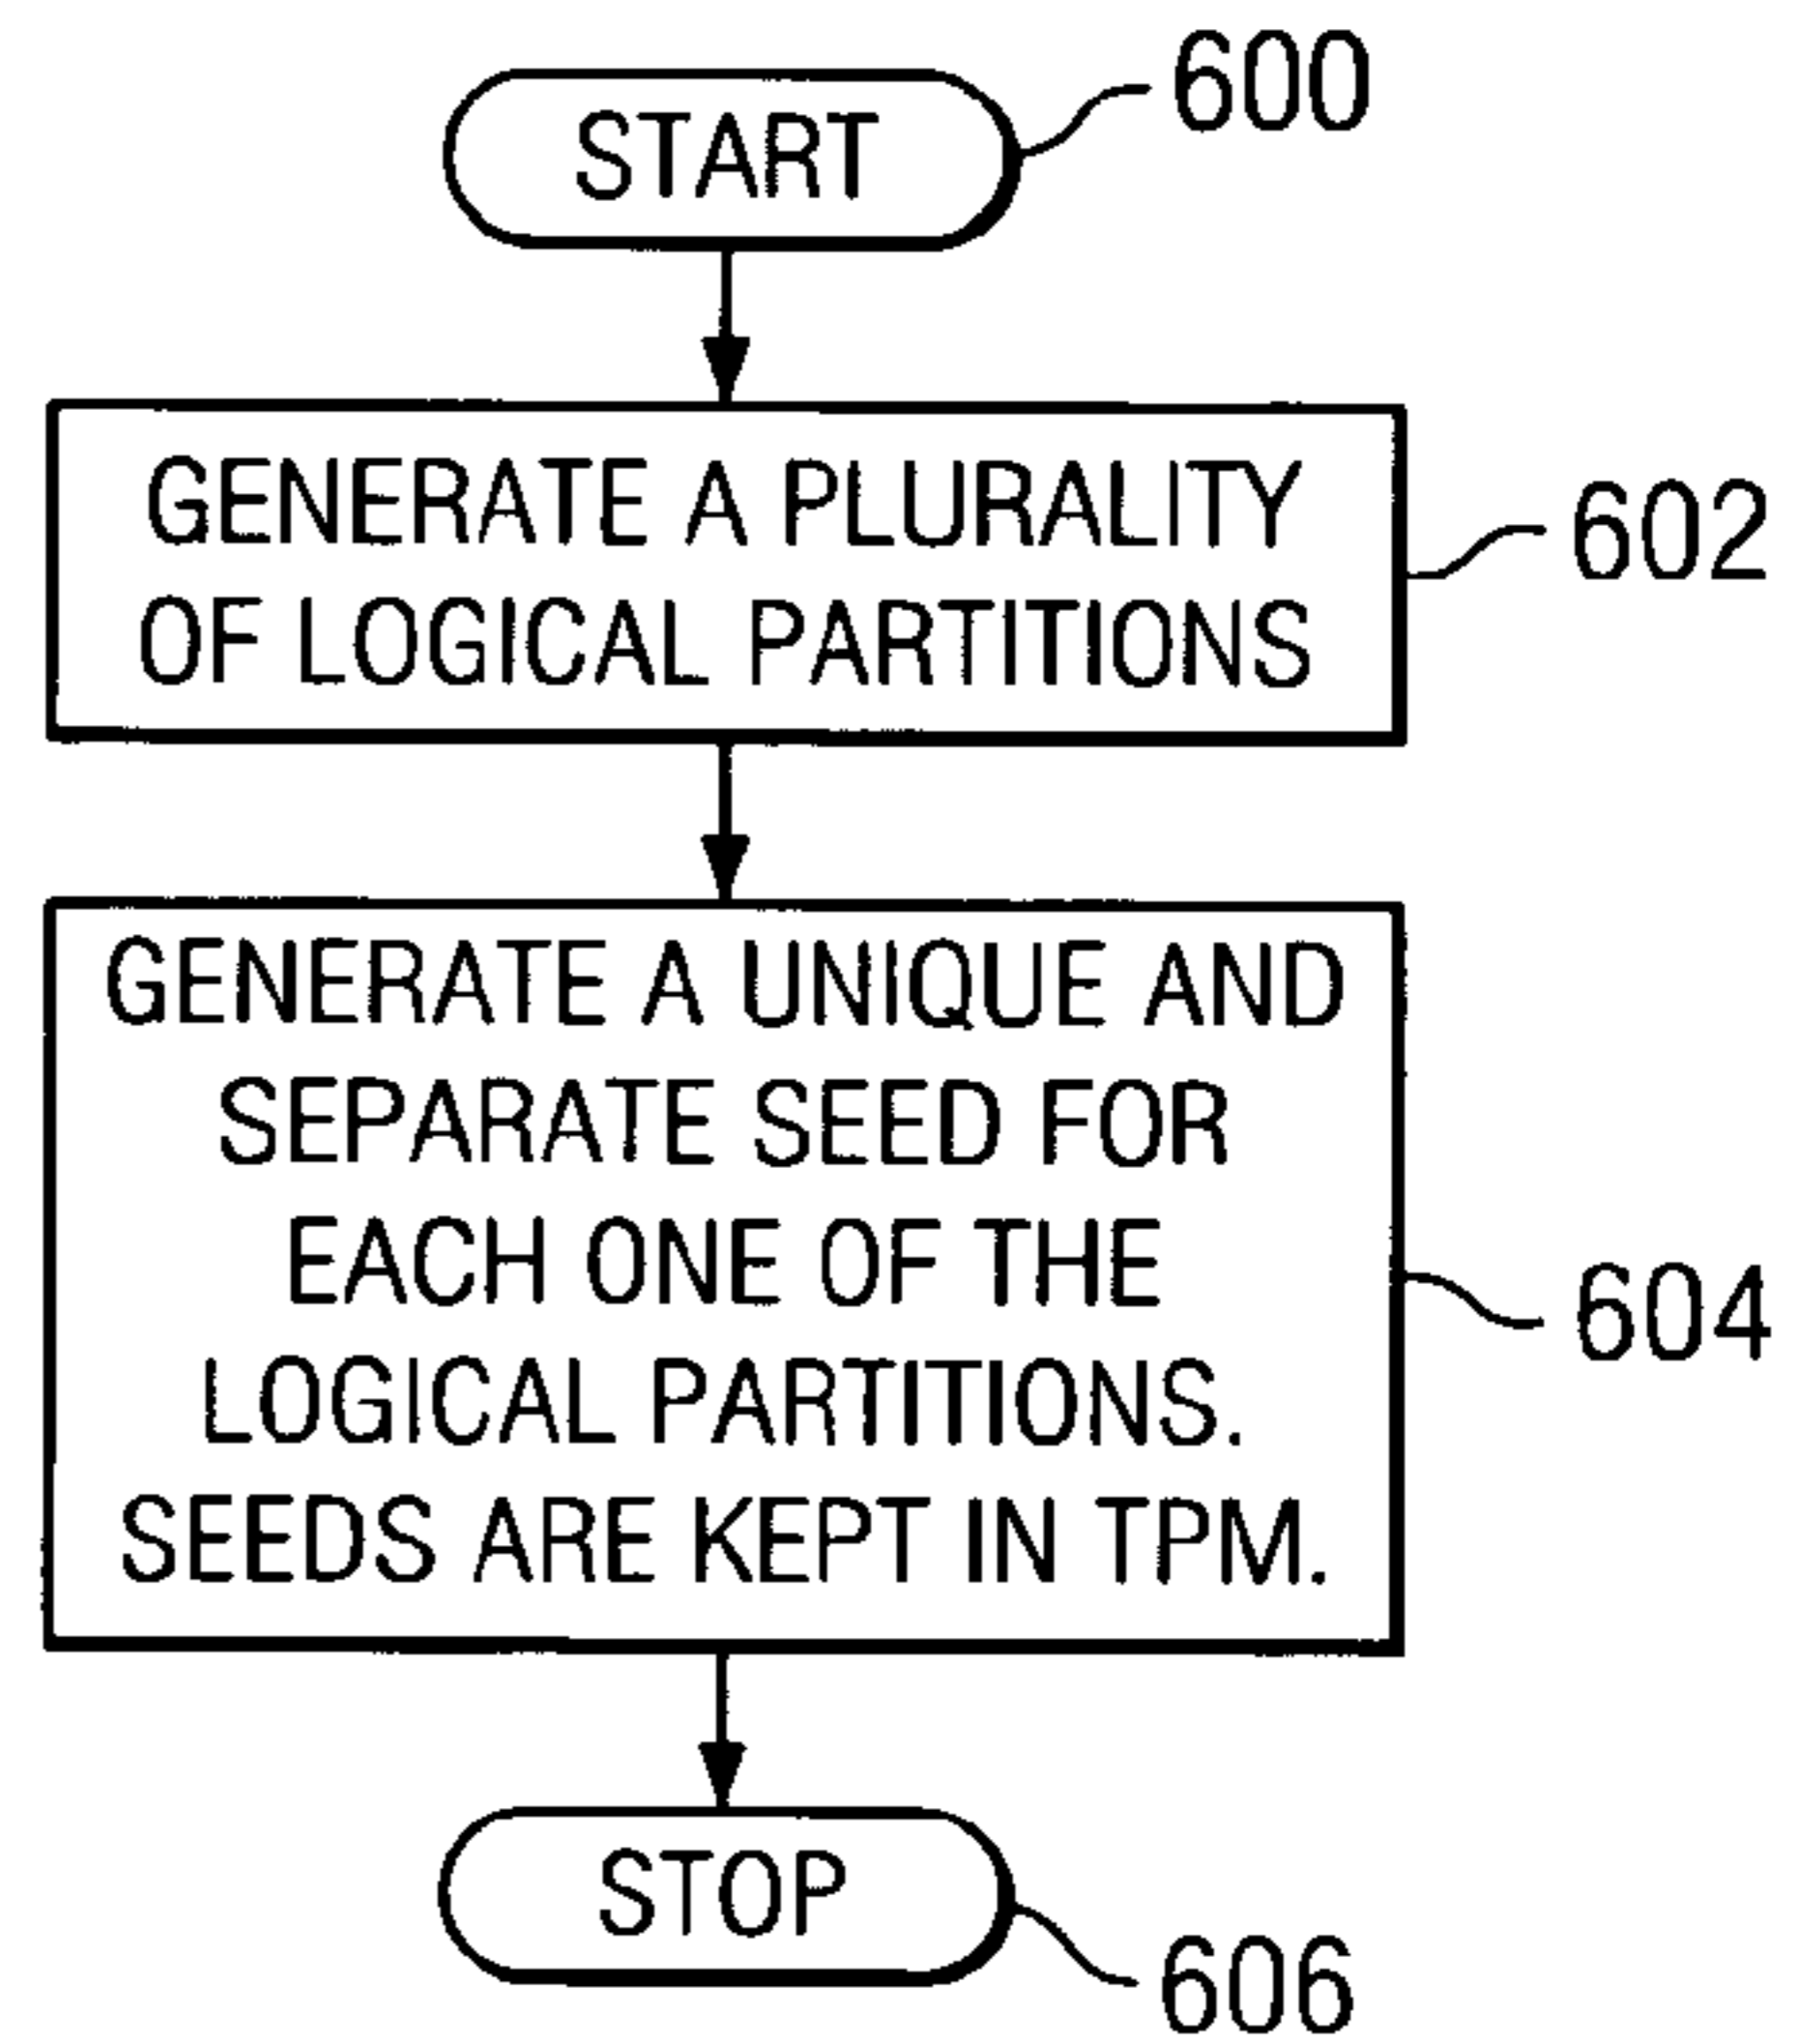 START
600
GENERATE A PLURALITY
OF LOGICAL PARTITIONS
602
GENERATE A UNIQUE AND
SEPARATE SEED FOR
EACH ONE OF THE
LOGICAL PARTITIONS.
SEEDS ARE KEPT IN TPM.
604
STOP
606